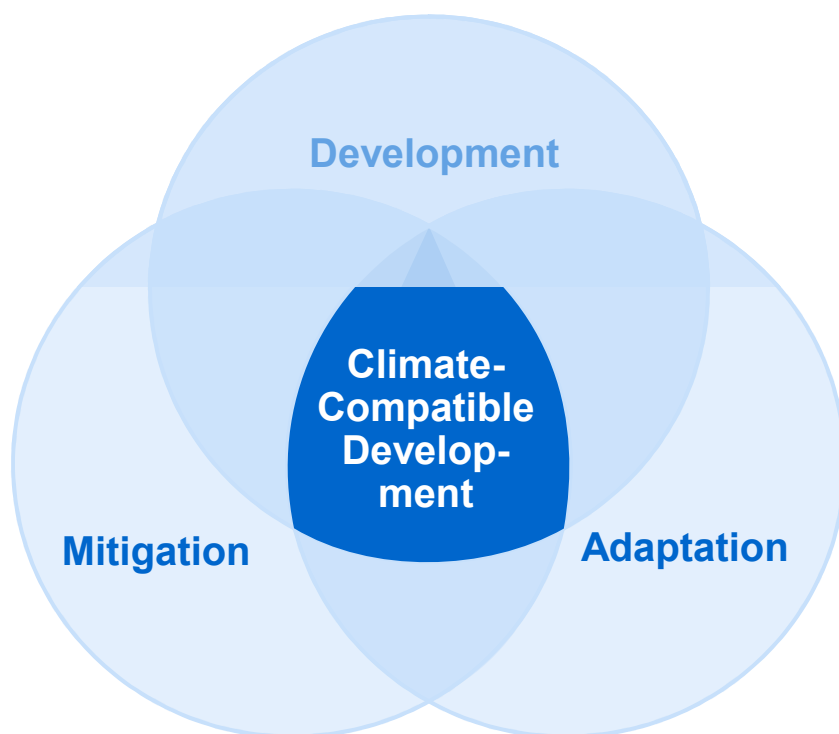 Development
Climate-
Compatible
Develop-
ment
Mitigation
Adaptation